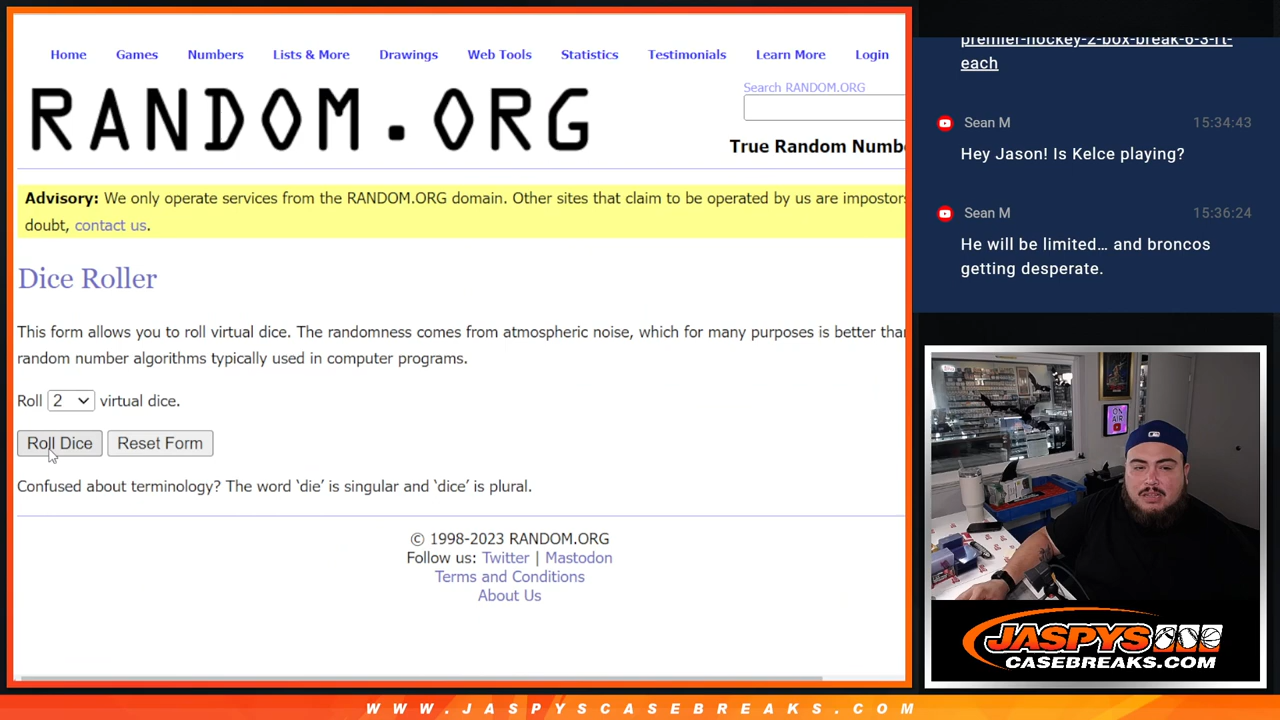 Home Games Numbers Lists & More Drawings Web Tools Statistics Testimonials Learn More Login
RANDOM.ORG
Search RANDOM.ORG
True Random Numb
Advisory: We only operate services from the RANDOM.ORG domain. Other sites that claim to be operated by us are impostors
doubt, contact us.
Dice Roller
This form allows you to roll virtual dice. The randomness comes from atmospheric noise, which for many purposes is better than
random number algorithms typically used in computer programs.
Roll 2 virtual dice.
Roll Dice Reset Form
Confused about terminology? The word ‘die’ is singular and ‘dice’ is plural.
© 1998-2023 RANDOM.ORG
Follow us: Twitter | Mastodon
Terms and Conditions
About Us
premier-hockey-2-box-break-6-3-rt-
each
Sean M 15:34:43
Hey Jason! Is Kelce playing?
Sean M 15:36:24
He will be limited… and broncos
getting desperate.
ON
AIR
JASPYS
CASEBREAKS.COM
WWW.JASPYSCASEBREAKS.COM